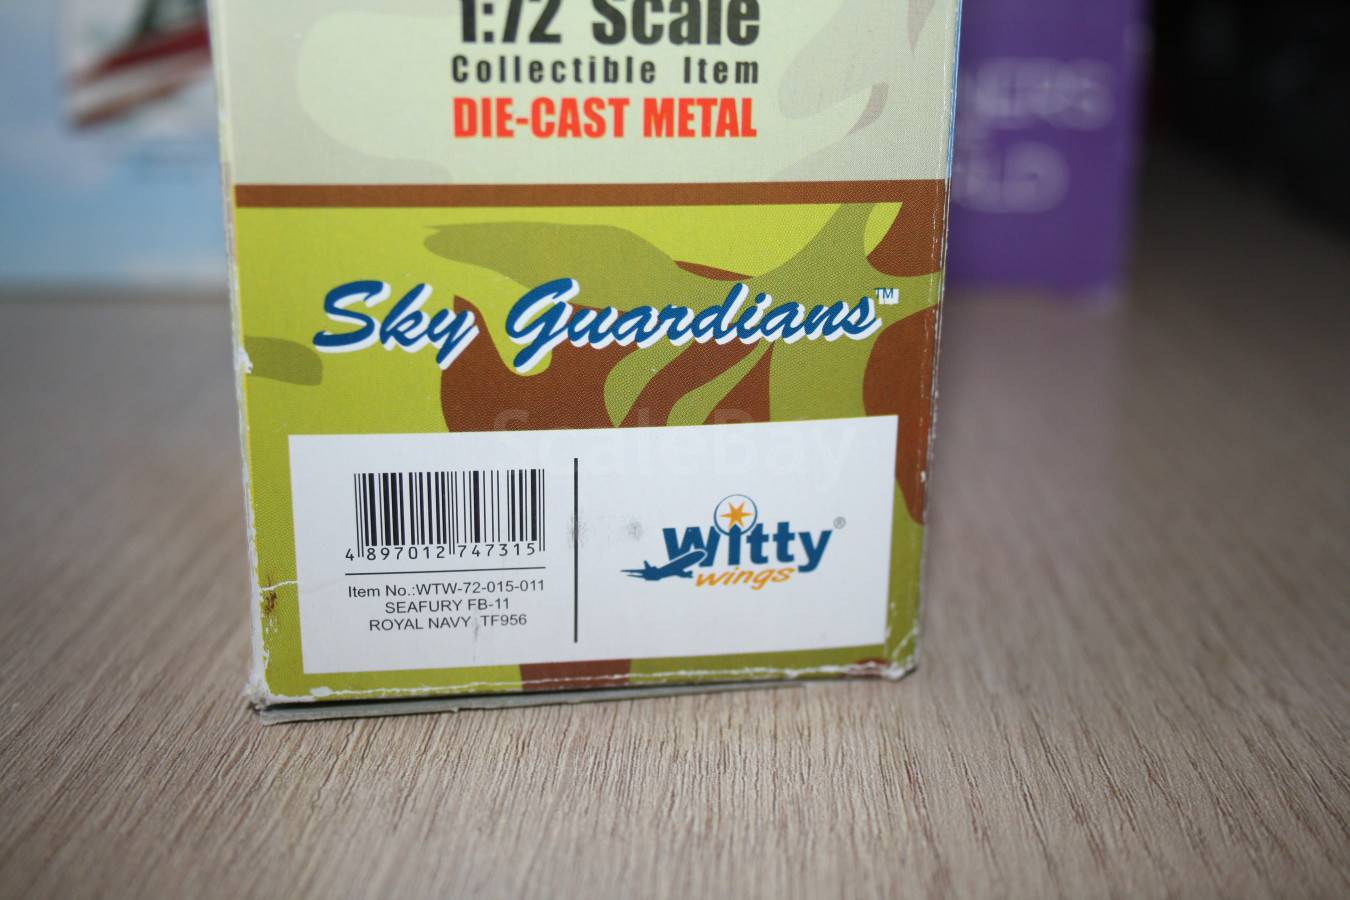 1:72 Scale
Collectible Item
DIE-CAST METAL
Sky Guardians™
ScaleBay
4 897012 747315
Item No.:WTW-72-015-011
SEAFURY FB-11
ROYAL NAVY TF956
witty®
wings